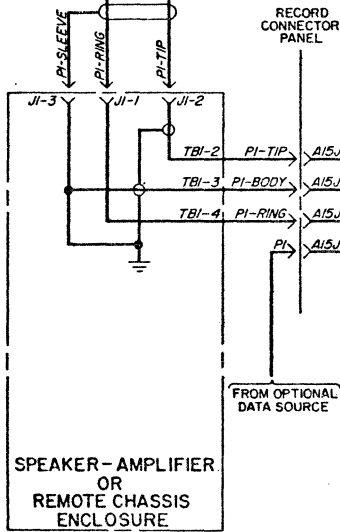 RECORD
CONNECTOR
PANEL
P1-SLEEVE
P1-RING
P1-TIP
J1-3
J1-1
J1-2
TB1-2 P1-TIP A15J
TB1-3 P1-BODY A15J
TB1-4 P1-RING A15J
P1 A15J
FROM OPTIONAL
DATA SOURCE
SPEAKER-AMPLIFIER
OR
REMOTE CHASSIS
ENCLOSURE